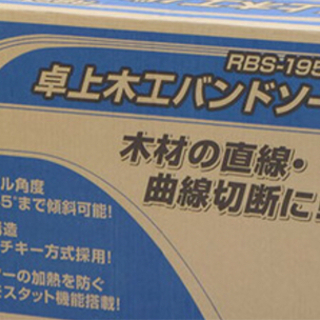 RBS-195
卓上木工バンドソー
木材の直線・
曲線切断に
ル角度
5°まで傾斜可能!
構造
チキー方式採用!
ーの加熱を防ぐ
スタット機能搭載!